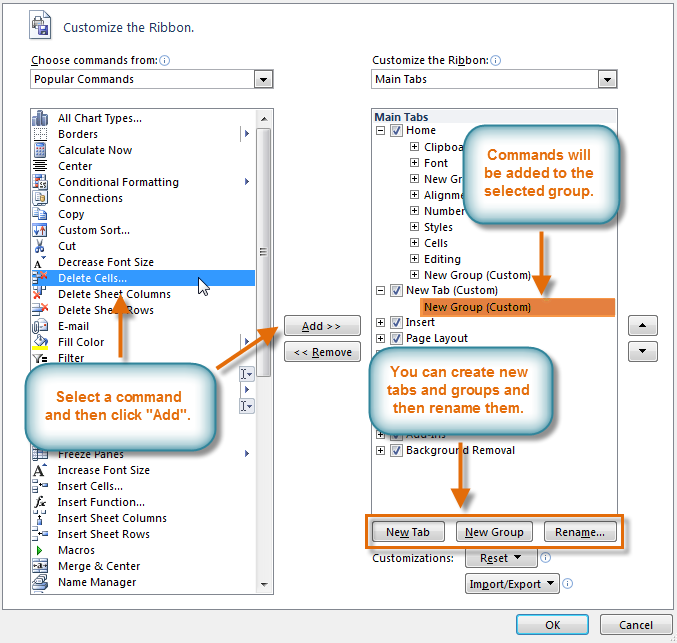 Customize the Ribbon.
Choose commands from:
Popular Commands
All Chart Types...
Borders
Calculate Now
Center
Conditional Formatting
Connections
Copy
Custom Sort...
Cut
Decrease Font Size
Delete Cells...
Delete Sheet Columns
Delete Sheet Rows
E-mail
Fill Color
Filter
Select a command
and then click "Add".
Freeze Panes
Increase Font Size
Insert Cells...
Insert Function...
Insert Sheet Columns
Insert Sheet Rows
Macros
Merge & Center
Name Manager
Add >>
<< Remove
Customize the Ribbon:
Main Tabs
Main Tabs
Home
Clipboa
Font
New Gr
Alignme
Number
Styles
Cells
Editing
New Group (Custom)
Commands will
be added to the
selected group.
New Tab (Custom)
New Group (Custom)
Insert
Page Layout
You can create new
tabs and groups and
then rename them.
Add-Ins
Background Removal
New Tab
New Group
Rename...
Customizations:
Reset
Import/Export
OK
Cancel